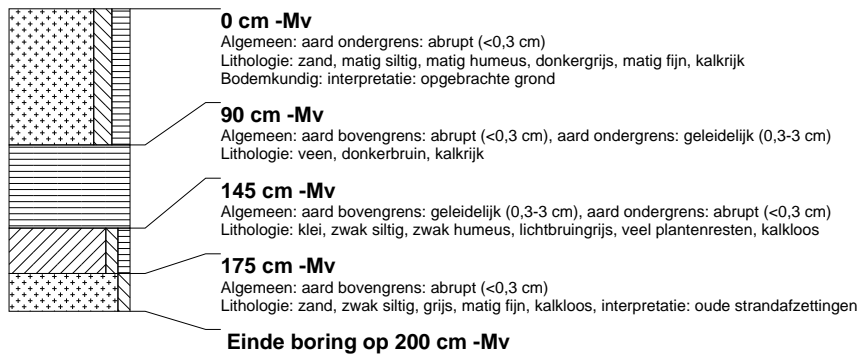 0 cm -Mv
Algemeen: aard ondergrens: abrupt (<0,3 cm)
Lithologie: zand, matig siltig, matig humeus, donkergrijs, matig fijn, kalkrijk
Bodemkundig: interpretatie: opgebrachte grond
90 cm -Mv
Algemeen: aard bovengrens: abrupt (<0,3 cm), aard ondergrens: geleidelijk (0,3-3 cm)
Lithologie: veen, donkerbruin, kalkrijk
145 cm -Mv
Algemeen: aard bovengrens: geleidelijk (0,3-3 cm), aard ondergrens: abrupt (<0,3 cm)
Lithologie: klei, zwak siltig, zwak humeus, lichtbruingrijs, veel plantenresten, kalkloos
175 cm -Mv
Algemeen: aard bovengrens: abrupt (<0,3 cm)
Lithologie: zand, zwak siltig, grijs, matig fijn, kalkloos, interpretatie: oude strandafzettingen
Einde boring op 200 cm -Mv